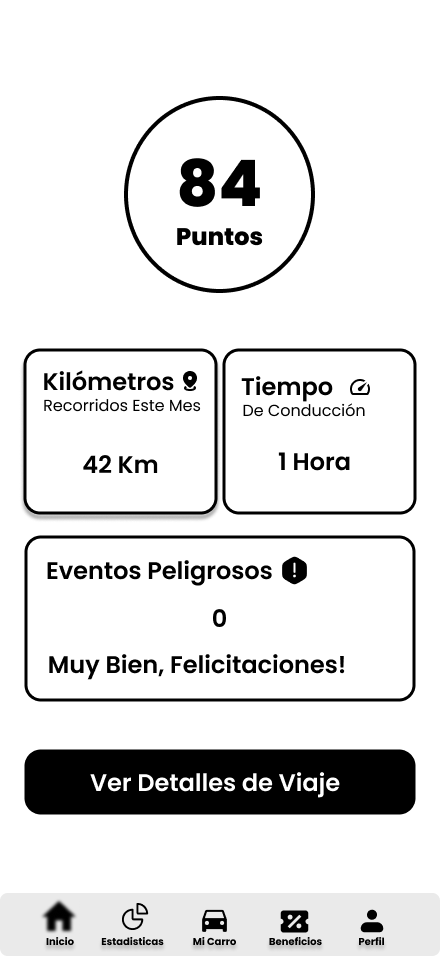 84
Puntos
Kilómetros
Recorridos Este Mes
42 Km
Tiempo
De Conducción
1 Hora
Eventos Peligrosos
0
Muy Bien, Felicitaciones!
Ver Detalles de Viaje
Inicio
Estadisticas
Mi Carro
Beneficios
Perfil